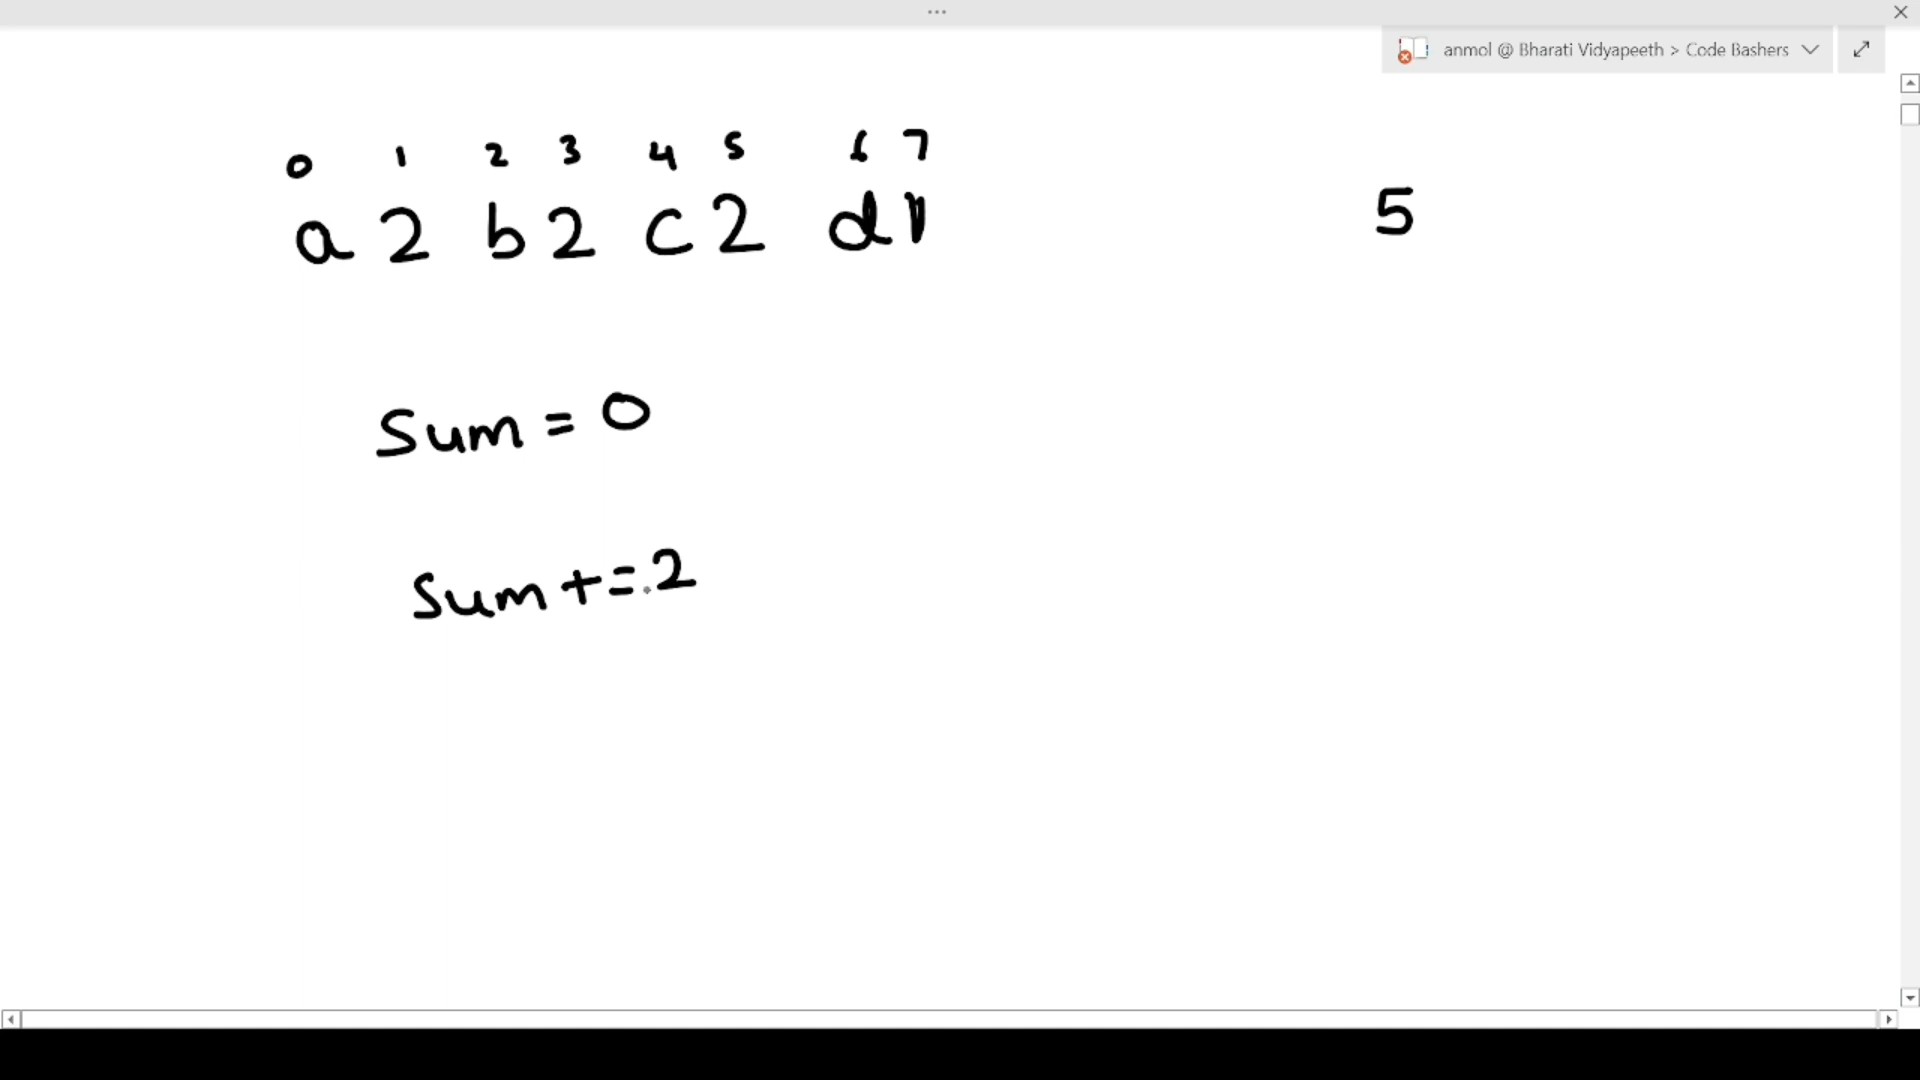 ...
anmol @ Bharati Vidyapeeth > Code Bashers
0 1 2 3 4 5 6 7
a 2 b 2 c 2 d 1 5
Sum = 0
Sum += 2